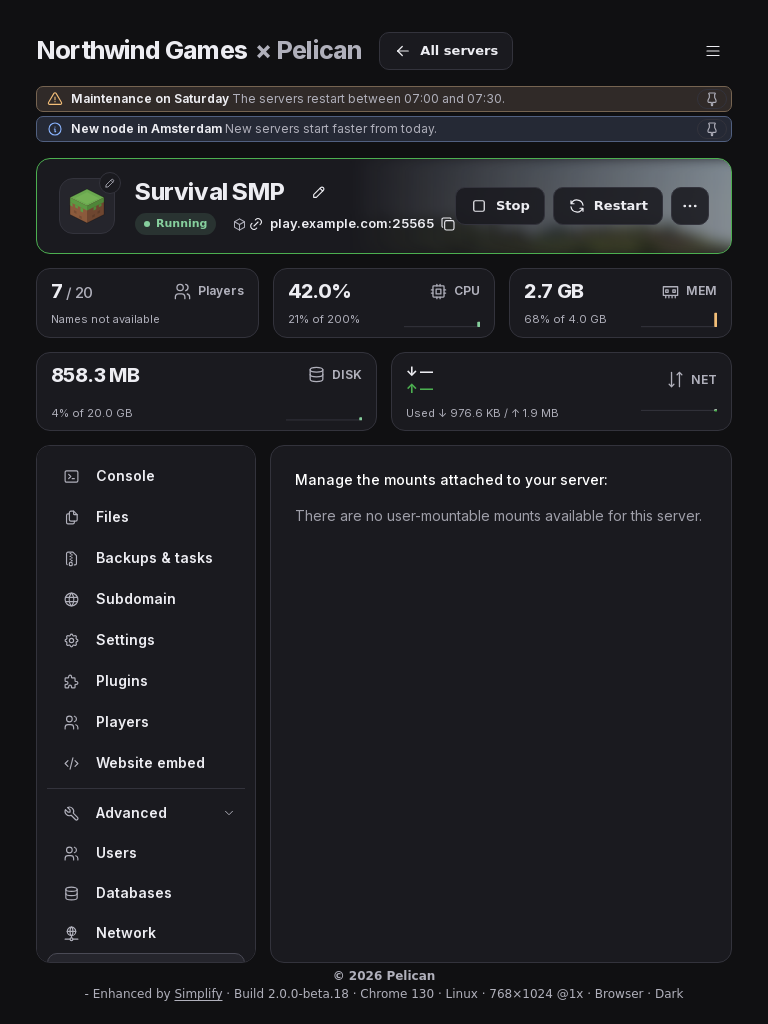 Northwind Games × Pelican
All servers
Maintenance on Saturday The servers restart between 07:00 and 07:30.
New node in Amsterdam New servers start faster from today.
Survival SMP
Running
play.example.com:25565
Stop
Restart
7 / 20
Players
Names not available
42.0%
CPU
21% of 200%
2.7 GB
MEM
68% of 4.0 GB
858.3 MB
DISK
4% of 20.0 GB
↓ —
↑ —
NET
Used ↓ 976.6 KB / ↑ 1.9 MB
Console
Files
Backups & tasks
Subdomain
Settings
Plugins
Players
Website embed
Advanced
Users
Databases
Network
Manage the mounts attached to your server:
There are no user-mountable mounts available for this server.
© 2026 Pelican
- Enhanced by Simplify · Build 2.0.0-beta.18 · Chrome 130 · Linux · 768×1024 @1x · Browser · Dark